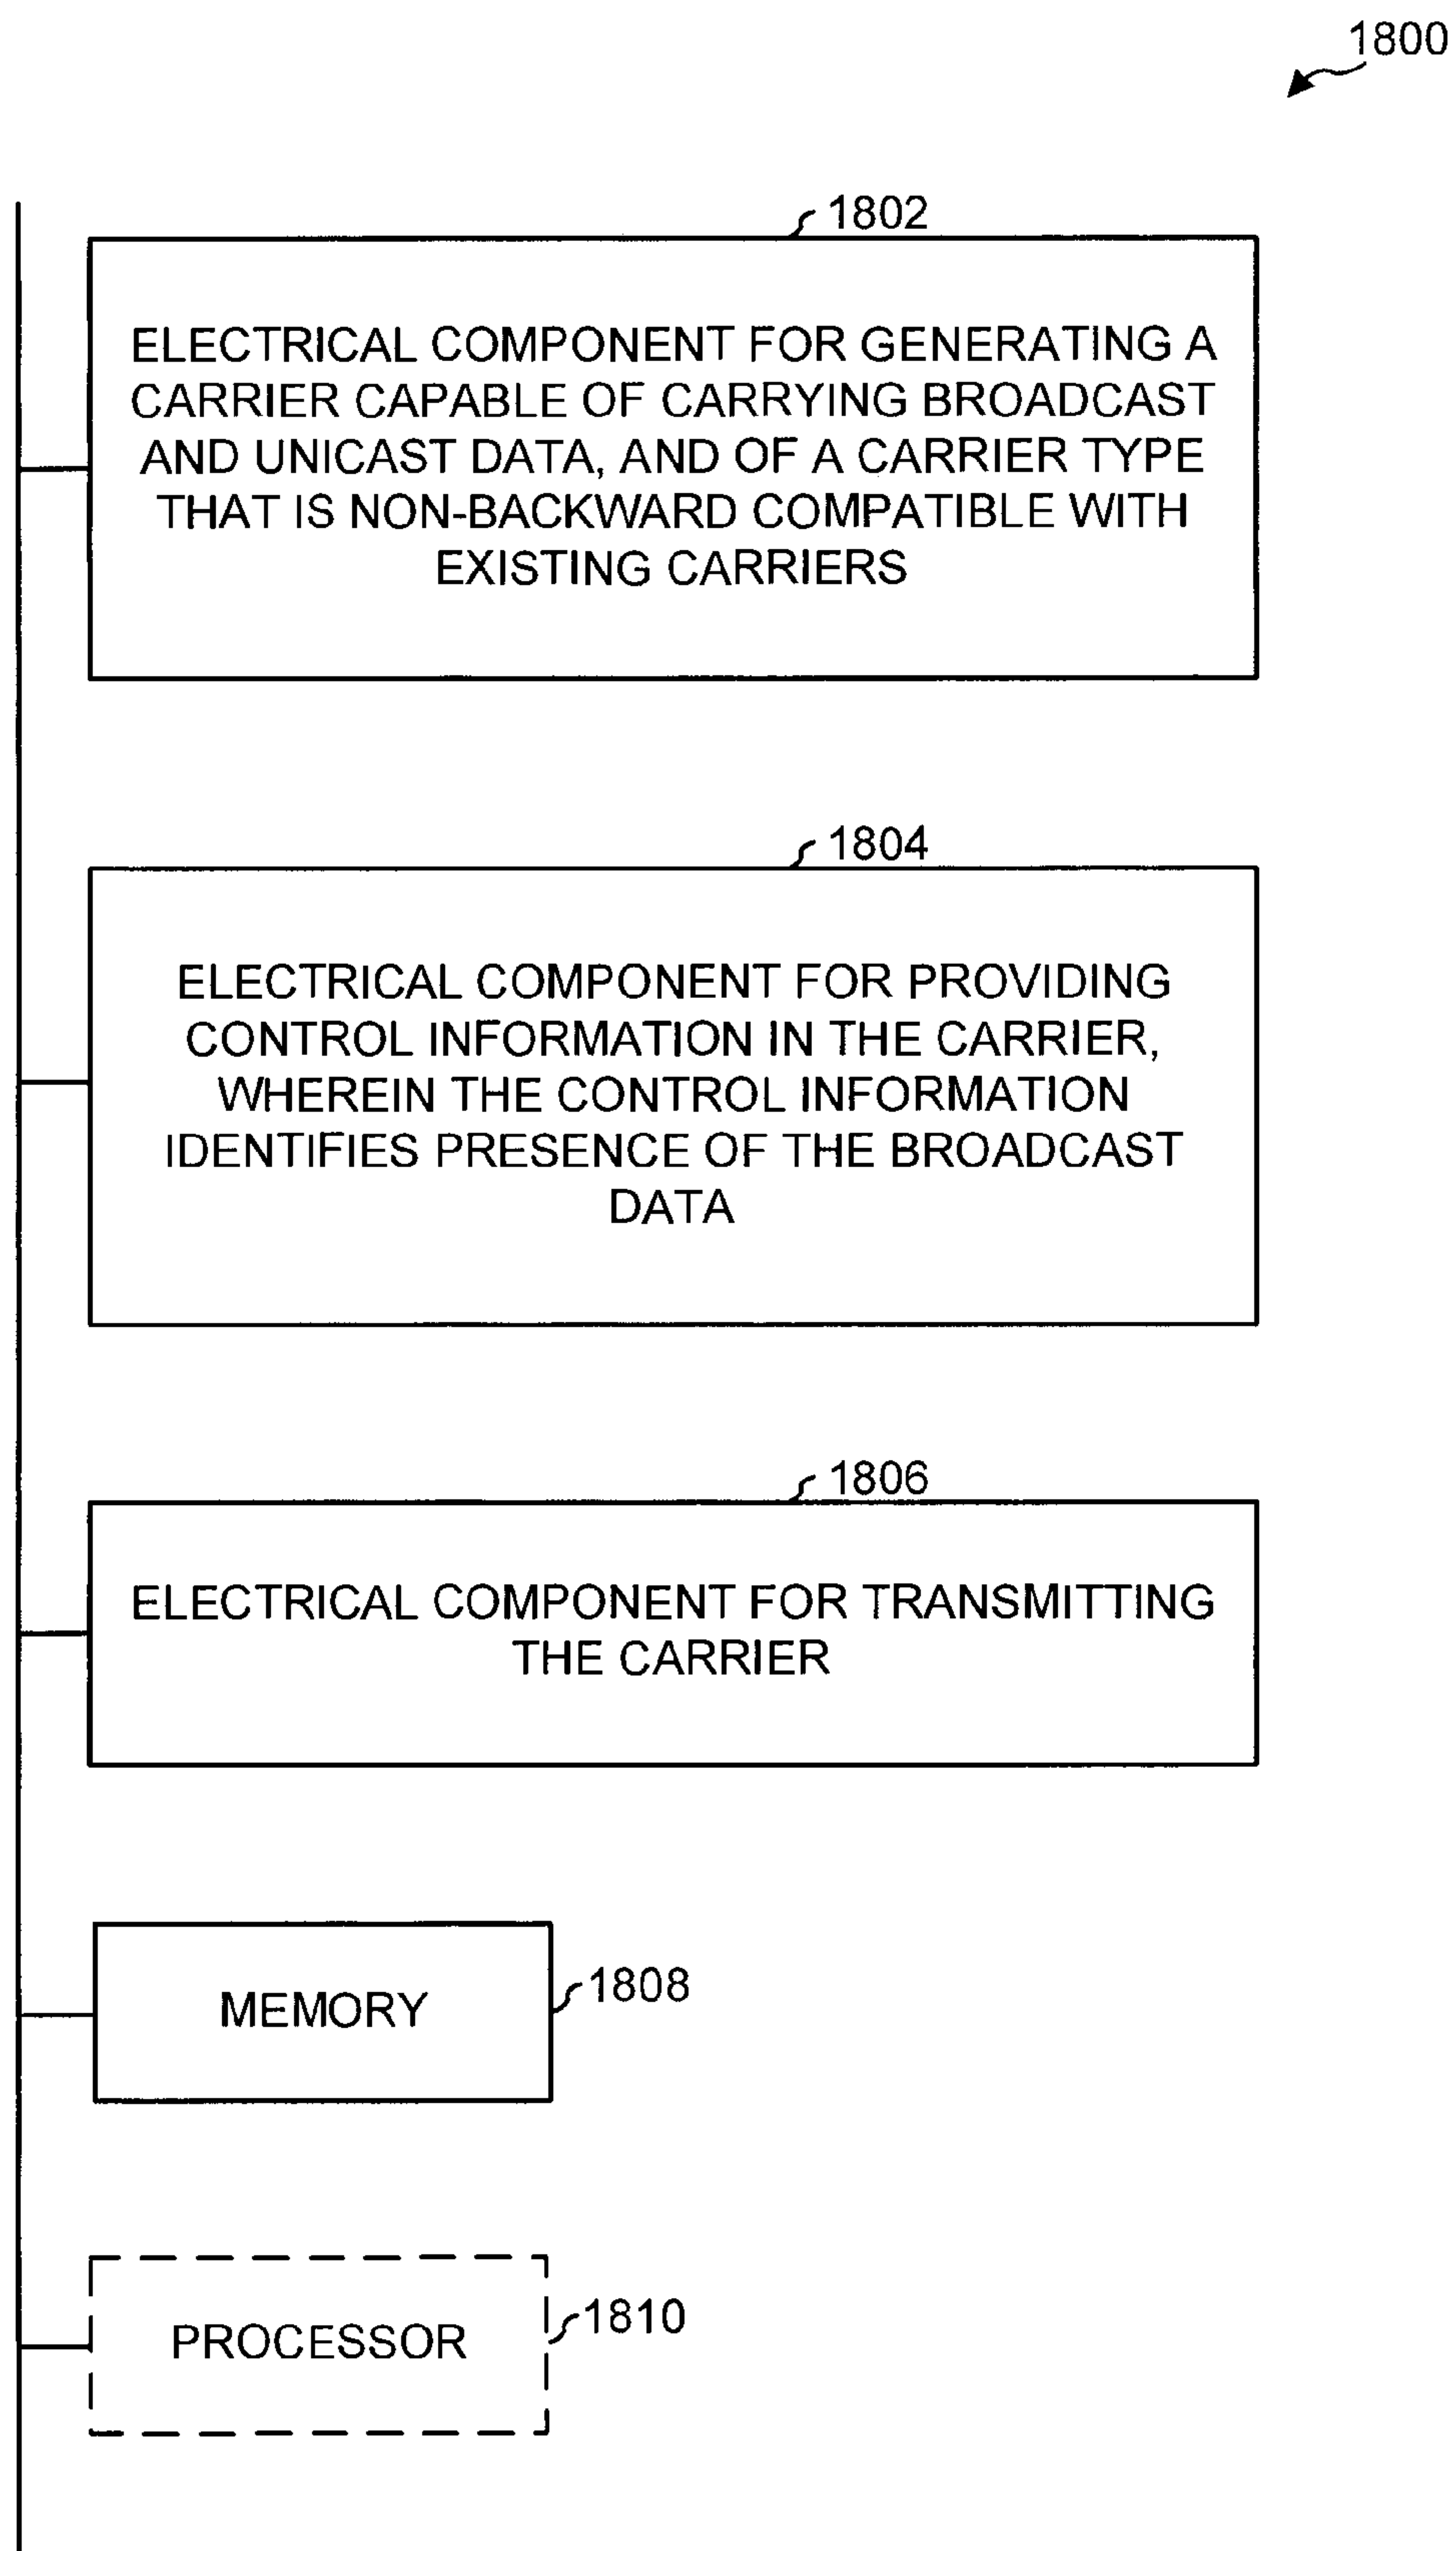 1800
1802
ELECTRICAL COMPONENT FOR GENERATING A
CARRIER CAPABLE OF CARRYING BROADCAST
AND UNICAST DATA, AND OF A CARRIER TYPE
THAT IS NON-BACKWARD COMPATIBLE WITH
EXISTING CARRIERS
1804
ELECTRICAL COMPONENT FOR PROVIDING
CONTROL INFORMATION IN THE CARRIER,
WHEREIN THE CONTROL INFORMATION
IDENTIFIES PRESENCE OF THE BROADCAST
DATA
1806
ELECTRICAL COMPONENT FOR TRANSMITTING
THE CARRIER
MEMORY
1808
PROCESSOR
1810